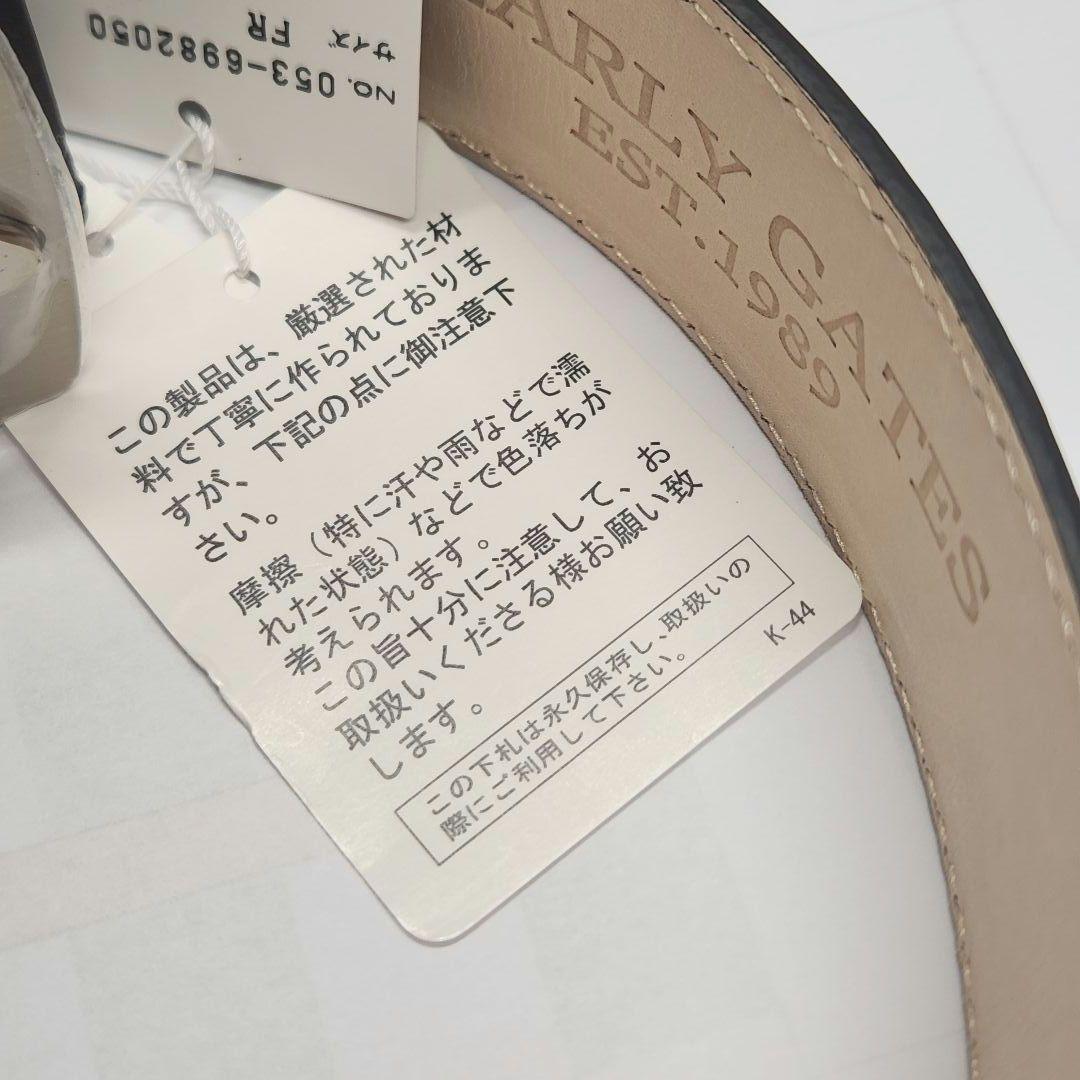 No. 053-6982050
サイズ FR
EARLY GATES
EST.1989
この製品は、厳選された材
料で丁寧に作られておりま
すが、下記の点に御注意下
さい。
摩擦（特に汗や雨などで濡
れた状態）などで色落ちが
考えられます。
この旨十分に注意して、お
取扱いくださる様お願い致
します。
この下札は永久保存し、取扱いの
際にご利用して下さい。
K-44